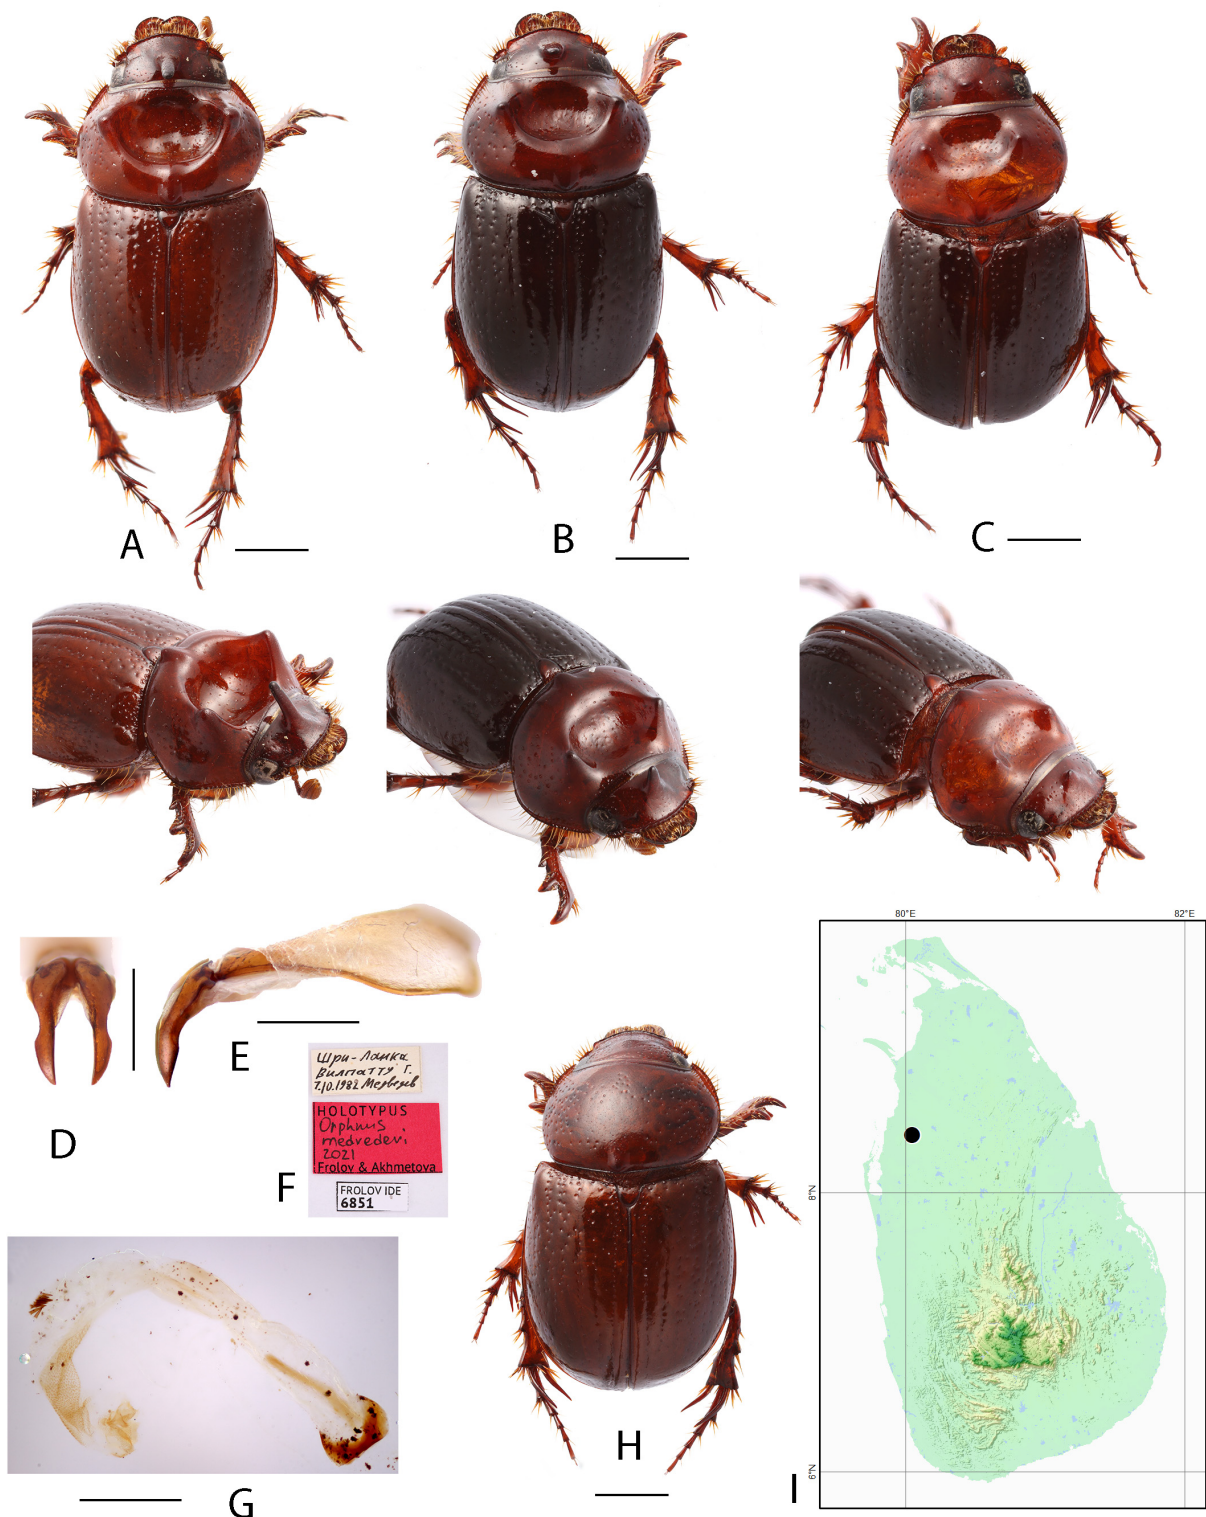 A
B
C
D
E
Шри-Ланка
Вилпатту Г.
7.10.1982 Медведев
HOLOTYPUS
Orphnus
medvedevi
2021
Frolov & Akhmetova
FROLOV IDE
6851
F
G
H
80°E
82°E
8°N
6°N
I